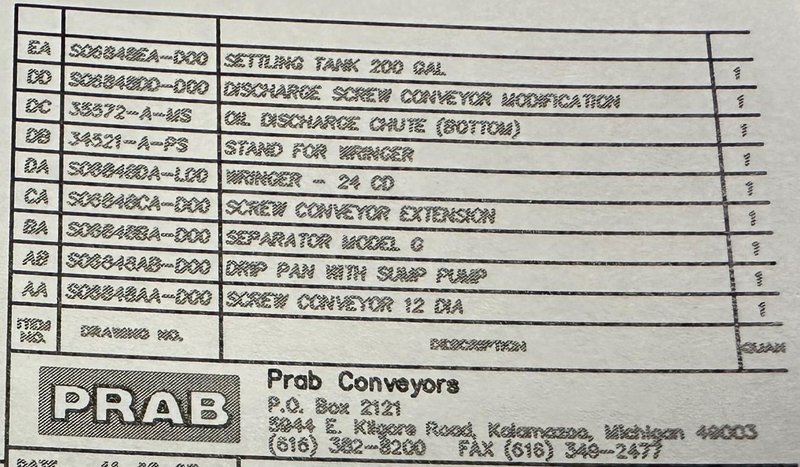 EA S06848EA-D00 SETTLING TANK 200 GAL 1
DD S06848DD-D00 DISCHARGE SCREW CONVEYOR MODIFICATION 1
DC 35572-A-MS OIL DISCHARGE CHUTE (BOTTOM) 1
DB 34521-A-PS STAND FOR WRINGER 1
DA S06848DA-L00 WRINGER - 24 CD 1
CA S06848CA-D00 SCREW CONVEYOR EXTENSION 1
BA S06848BA-D00 SEPARATOR MODEL G 1
AB S06848AB-D00 DRIP PAN WITH SUMP PUMP 1
AA S06848AA-D00 SCREW CONVEYOR 12 DIA 1
ITEM NO. DRAWING NO. DESCRIPTION QUAN
PRAB
Prab Conveyors
P.O. Box 2121
5944 E. Kilgore Road, Kalamazoo, Michigan 49003
(616) 382-8200 FAX (616) 349-2477